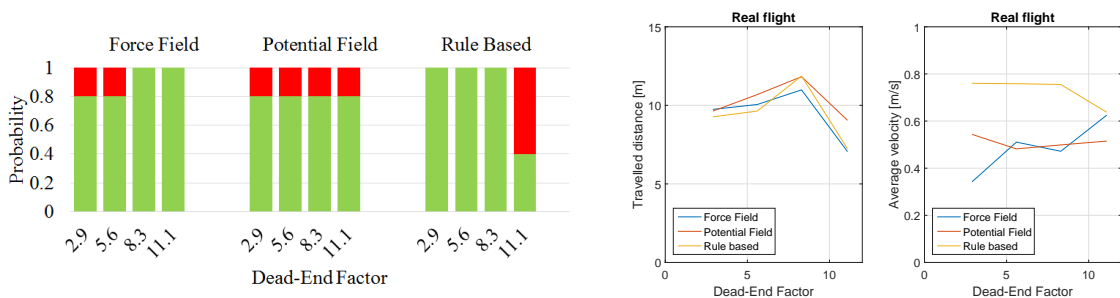 Force Field Potential Field Rule Based
Probability
1
0.8
0.6
0.4
0.2
0
2.9 5.6 8.3 11.1 2.9 5.6 8.3 11.1 2.9 5.6 8.3 11.1
Dead-End Factor
Real flight
Travelled distance [m]
15
10
5
15
0 5 10
Dead-End Factor
Force Field
Potential Field
Rule based
Real flight
Average velocity [m/s]
1
0.8
0.6
0.4
0.2
0
0 5 10
Dead-End Factor
Force Field
Potential Field
Rule based